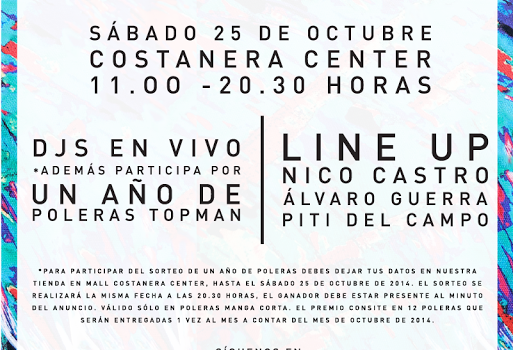 SÁBADO 25 DE OCTUBRE
COSTANERA CENTER
11.00 -20.30 HORAS
DJS EN VIVO
*ADEMÁS PARTICIPA POR
UN AÑO DE
POLERAS TOPMAN
LINE UP
NICO CASTRO
ÁLVARO GUERRA
PITI DEL CAMPO
*PARA PARTICIPAR DEL SORTEO DE UN AÑO DE POLERAS DEBES DEJAR TUS DATOS EN NUESTRA
TIENDA EN MALL COSTANERA CENTER, HASTA EL SÁBADO 25 DE OCTUBRE DE 2014. EL SORTEO SE
REALIZARÁ LA MISMA FECHA A LAS 20.30 HORAS, EL GANADOR DEBE ESTAR PRESENTE AL MINUTO
DEL ANUNCIO. VÁLIDO SÓLO EN POLERAS MANGA CORTA. EL PREMIO CONSITE EN 12 POLERAS QUE
SERÁN ENTREGADAS 1 VEZ AL MES A CONTAR DEL MES DE OCTUBRE DE 2014.